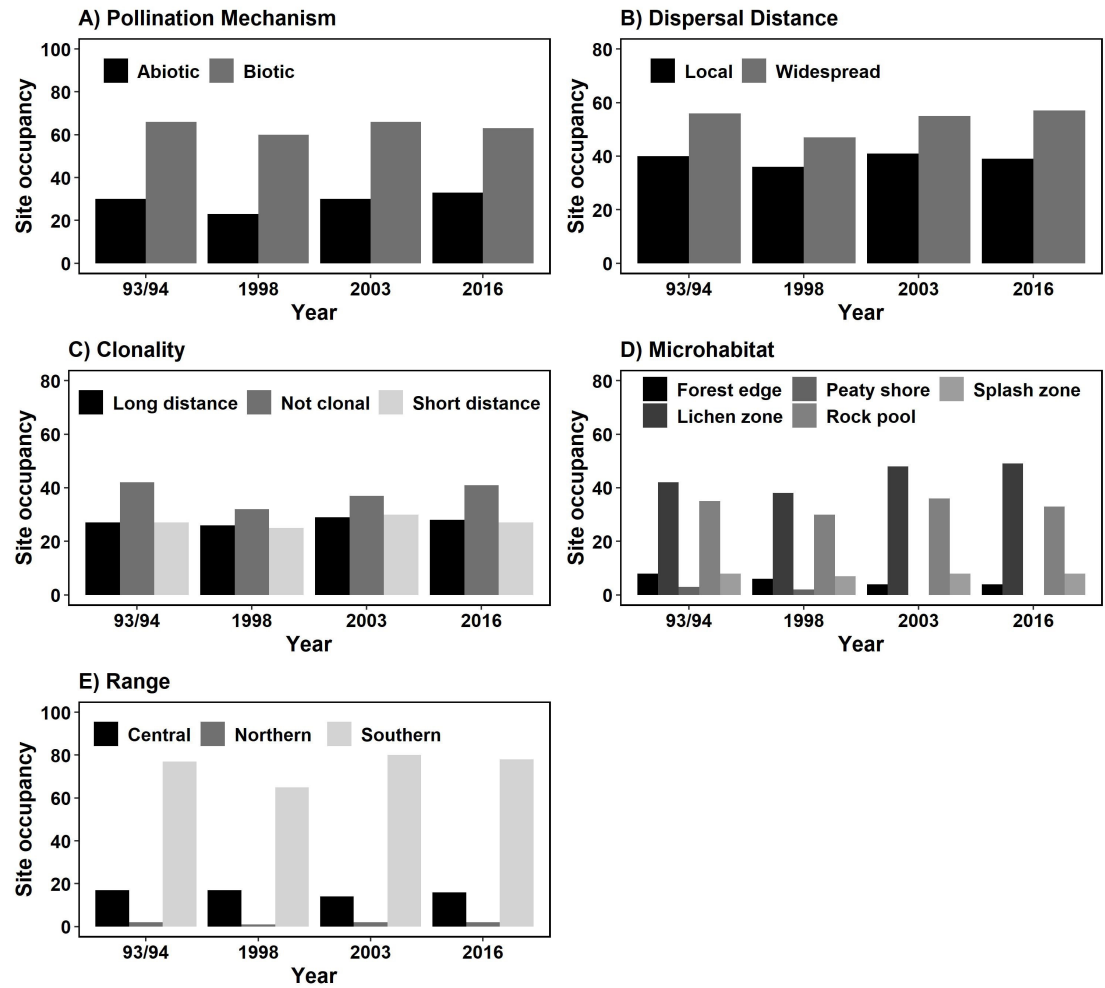 A) Pollination Mechanism
Abiotic Biotic
100
80
60
40
20
0
Site occupancy
93/94 1998 2003 2016
Year
B) Dispersal Distance
Local Widespread
80
60
40
20
0
Site occupancy
93/94 1998 2003 2016
Year
C) Clonality
Long distance Not clonal Short distance
80
60
40
20
0
Site occupancy
93/94 1998 2003 2016
Year
D) Microhabitat
Forest edge Peaty shore Splash zone
Lichen zone Rock pool
80
60
40
20
0
Site occupancy
93/94 1998 2003 2016
Year
E) Range
Central Northern Southern
100
80
60
40
20
0
Site occupancy
93/94 1998 2003 2016
Year